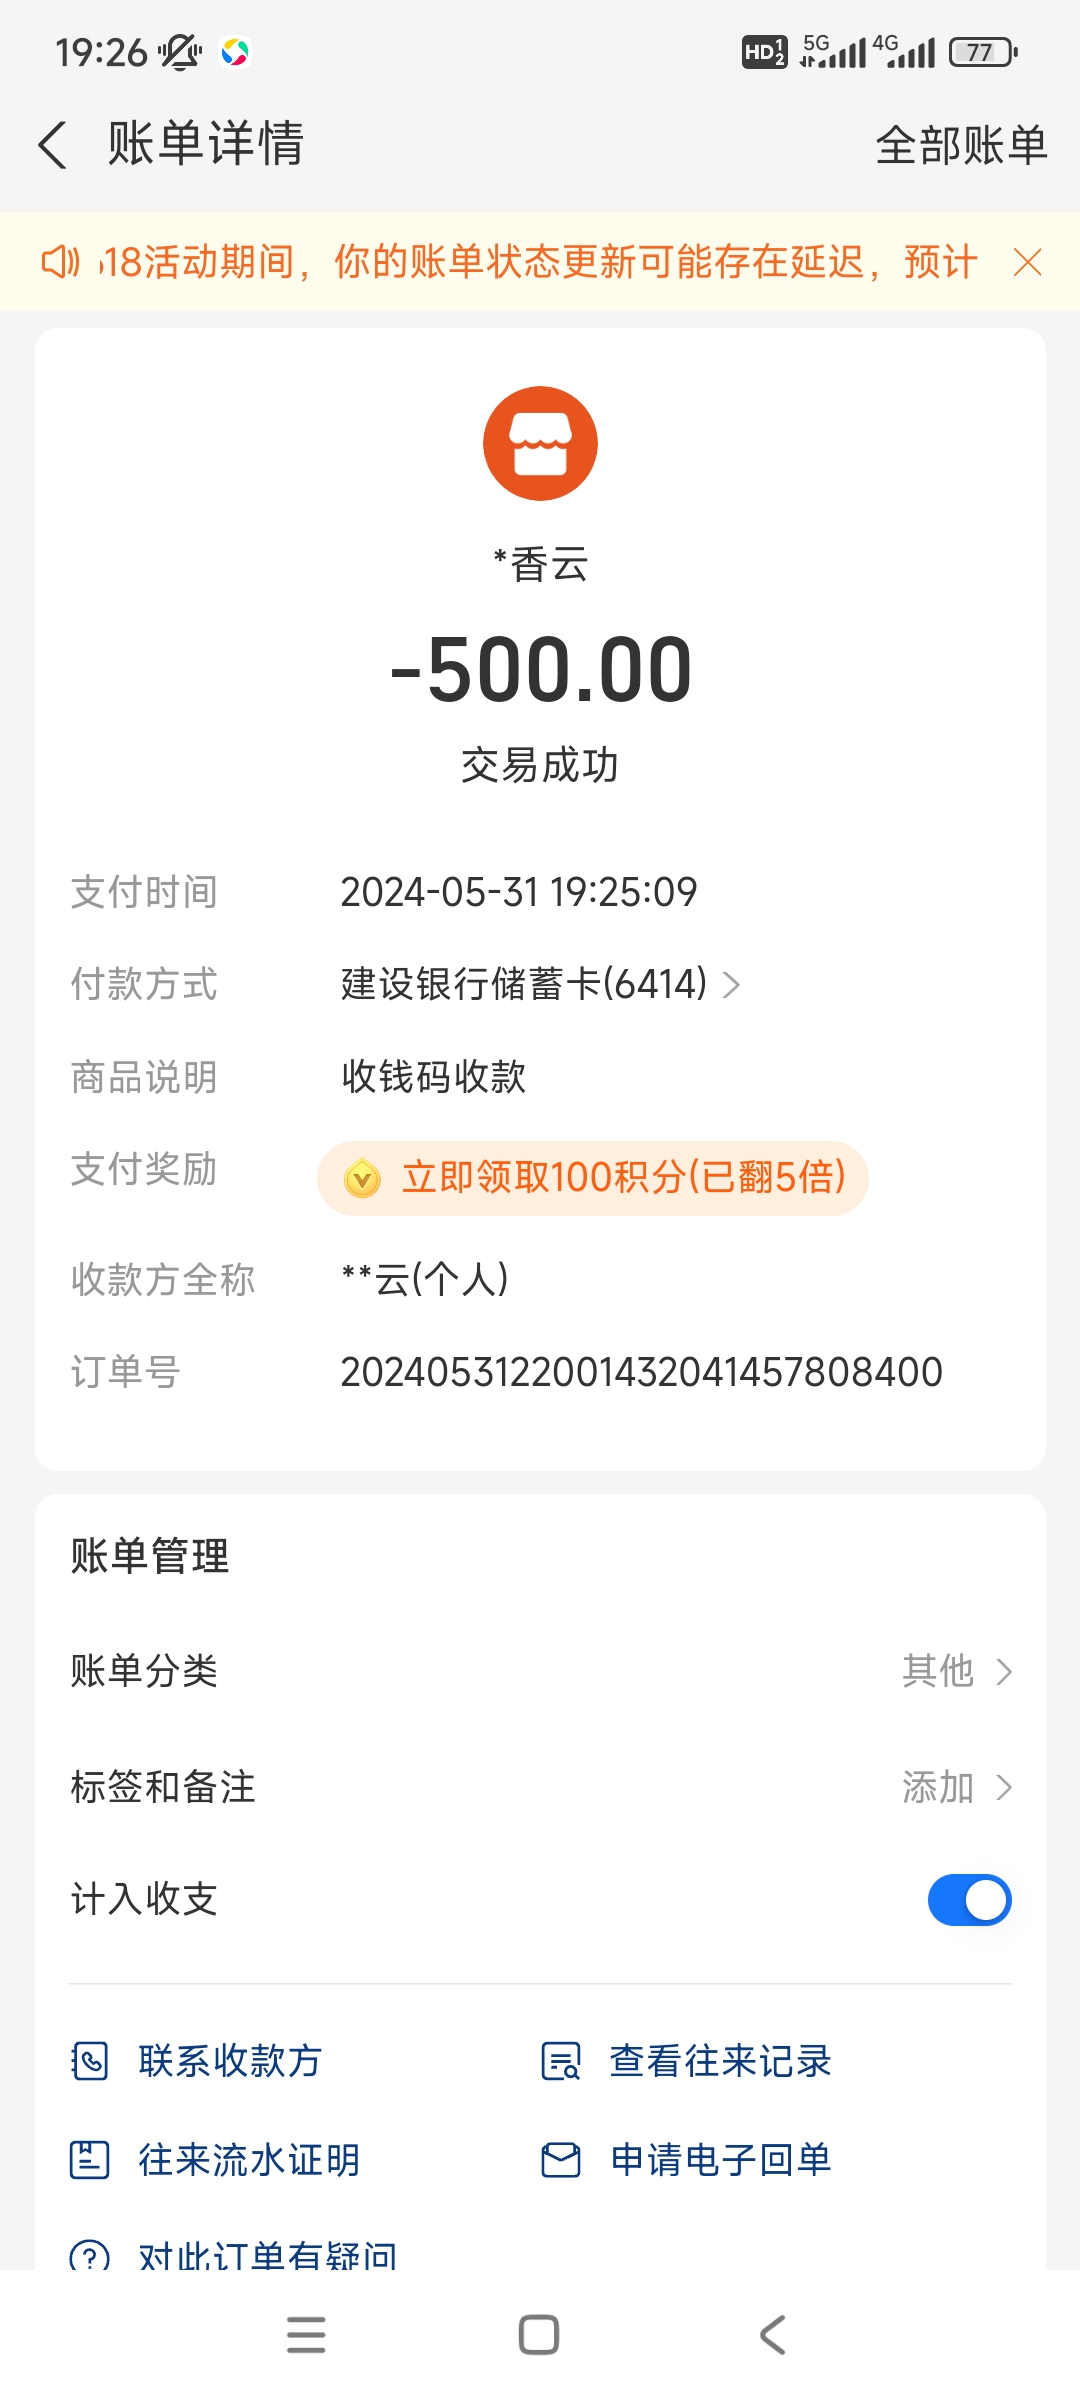 19:26
HD 1 2 5G 4G 77
账单详情
全部账单
18活动期间，你的账单状态更新可能存在延迟，预计
*香云
-500.00
交易成功
支付时间 2024-05-31 19:25:09
付款方式 建设银行储蓄卡(6414)
商品说明 收钱码收款
支付奖励 立即领取100积分(已翻5倍)
收款方全称 **云(个人)
订单号 20240531220014320414578084​00
账单管理
账单分类 其他
标签和备注 添加
计入收支
联系收款方 查看往来记录
往来流水证明 申请电子回单
对此订单有疑问